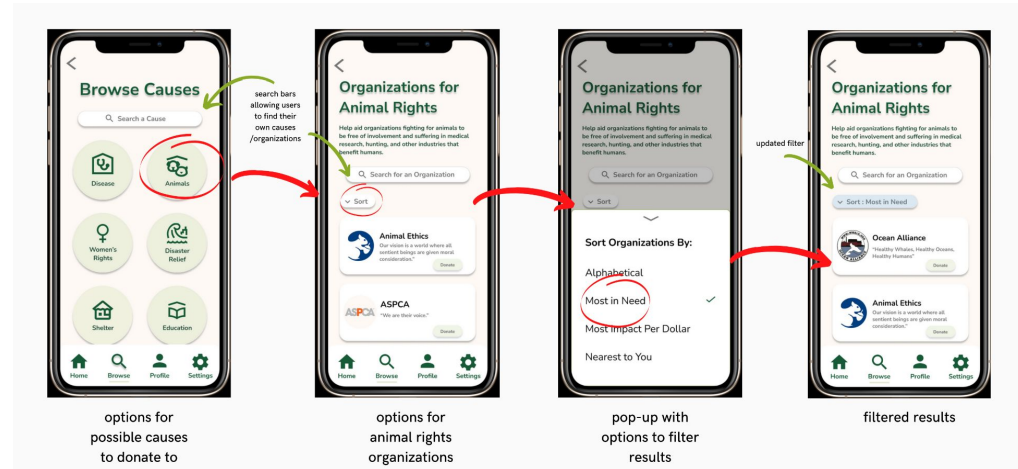 Browse Causes
Search a Cause
Disease
Animals
Women's
Rights
Disaster
Relief
Shelter
Education
Home
Browse
Profile
Settings
options for
possible causes
to donate to
search bars
allowing users
to find their
own causes
/organizations
Organizations for
Animal Rights
Help aid organizations fighting for animals to
be free of involvement and suffering in medical
research, hunting, and other industries that
benefit humans.
Search for an Organization
Sort
Animal Ethics
Our vision is a world where all
sentient beings are given moral
consideration."
Donate
ASPCA
ASPCA
"We are their voice."
Donate
Home
Browse
Profile
Settings
options for
animal rights
organizations
Organizations for
Animal Rights
Help aid organizations fighting for animals to
be free of involvement and suffering in medical
research, hunting, and other industries that
benefit humans.
Search for an Organization
Sort
Sort Organizations By:
Alphabetical
Most in Need
Most Impact Per Dollar
Nearest to You
pop-up with
options to filter
results
updated filter
Organizations for
Animal Rights
Help aid organizations fighting for animals to
be free of involvement and suffering in medical
research, hunting, and other industries that
benefit humans.
Search for an Organization
Sort : Most in Need
Ocean Alliance
"Healthy Whales, Healthy Oceans,
Healthy Humans"
Donate
Animal Ethics
Our vision is a world where all
sentient beings are given moral
consideration."
Donate
Home
Browse
Profile
Settings
filtered results